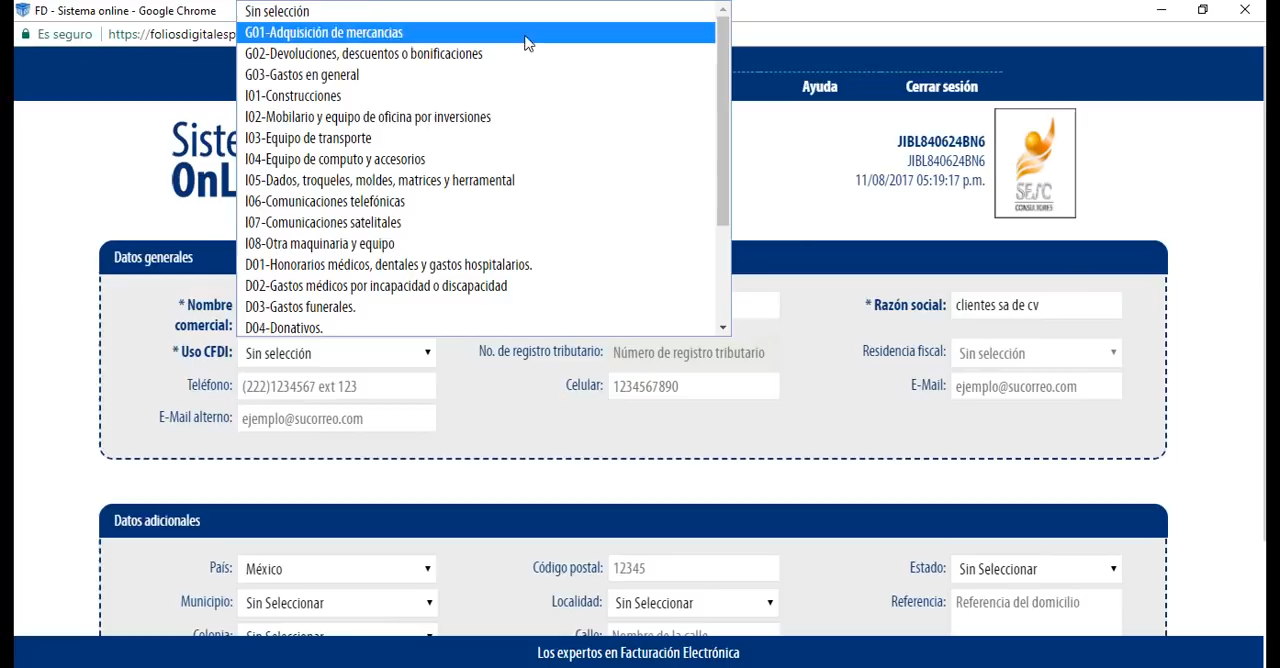 FD - Sistema online - Google Chrome
Es seguro
https://foliosdigitalesp
Sin selección
G01-Adquisición de mercancias
G02-Devoluciones, descuentos o bonificaciones
G03-Gastos en general
I01-Construcciones
I02-Mobilario y equipo de oficina por inversiones
I03-Equipo de transporte
I04-Equipo de computo y accesorios
I05-Dados, troqueles, moldes, matrices y herramental
I06-Comunicaciones telefónicas
I07-Comunicaciones satelitales
I08-Otra maquinaria y equipo
D01-Honorarios médicos, dentales y gastos hospitalarios.
D02-Gastos médicos por incapacidad o discapacidad
D03-Gastos funerales.
D04-Donativos.
Ayuda
Cerrar sesión
Siste
OnL
JIBL840624BN6
JIBL840624BN6
11/08/2017 05:19:17 p.m.
SESC
CONSULTORES
Datos generales
* Nombre comercial:
* Razón social: clientes sa de cv
* Uso CFDI: Sin selección
No. de registro tributario: Número de registro tributario
Residencia fiscal: Sin selección
Teléfono: (222)1234567 ext 123
Celular: 1234567890
E-Mail: ejemplo@sucorreo.com
E-Mail alterno: ejemplo@sucorreo.com
Datos adicionales
País: México
Código postal: 12345
Estado: Sin Seleccionar
Municipio: Sin Seleccionar
Localidad: Sin Seleccionar
Referencia: Referencia del domicilio
Colonia: Sin Seleccionar
Calle: Nombre de la calle
Los expertos en Facturación Electrónica